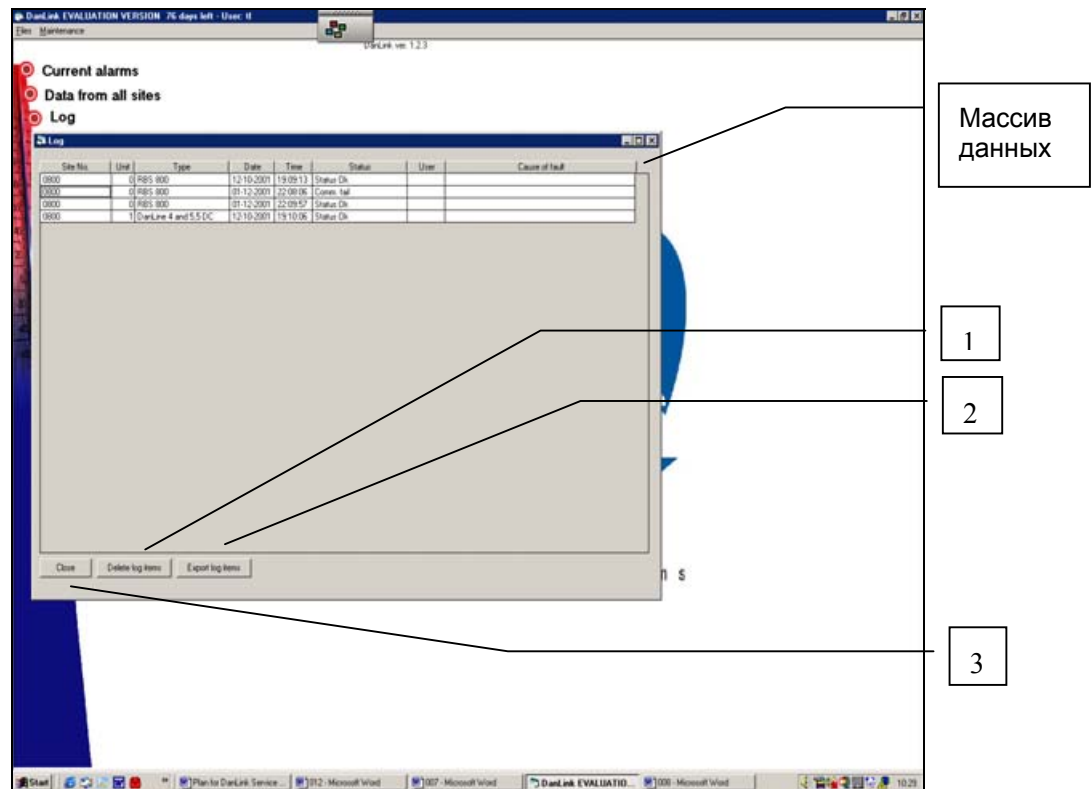 DanLink EVALUATION VERSION 76 days left - User: tl
Files Maintenance
DanLink ver. 1.2.3
Current alarms
Data from all sites
Log
Массив
данных
Log
Site No. Unit Type Date Time Status User Cause of fault
0800 0 RBS 800 12-10-2001 19:09:13 Status Ok
0800 0 RBS 800 01-12-2001 22:08:06 Comm. fail
0800 0 RBS 800 01-12-2001 22:09:57 Status Ok
0800 1 DanLine 4 and 5,5 DC 12-10-2001 19:10:06 Status Ok
1
2
Close Delete log items Export log items
n s
3
Start Plan for DanLink Service ... 012 - Microsoft Word 007 - Microsoft Word DanLink EVALUATIO... 008 - Microsoft Word 10:29